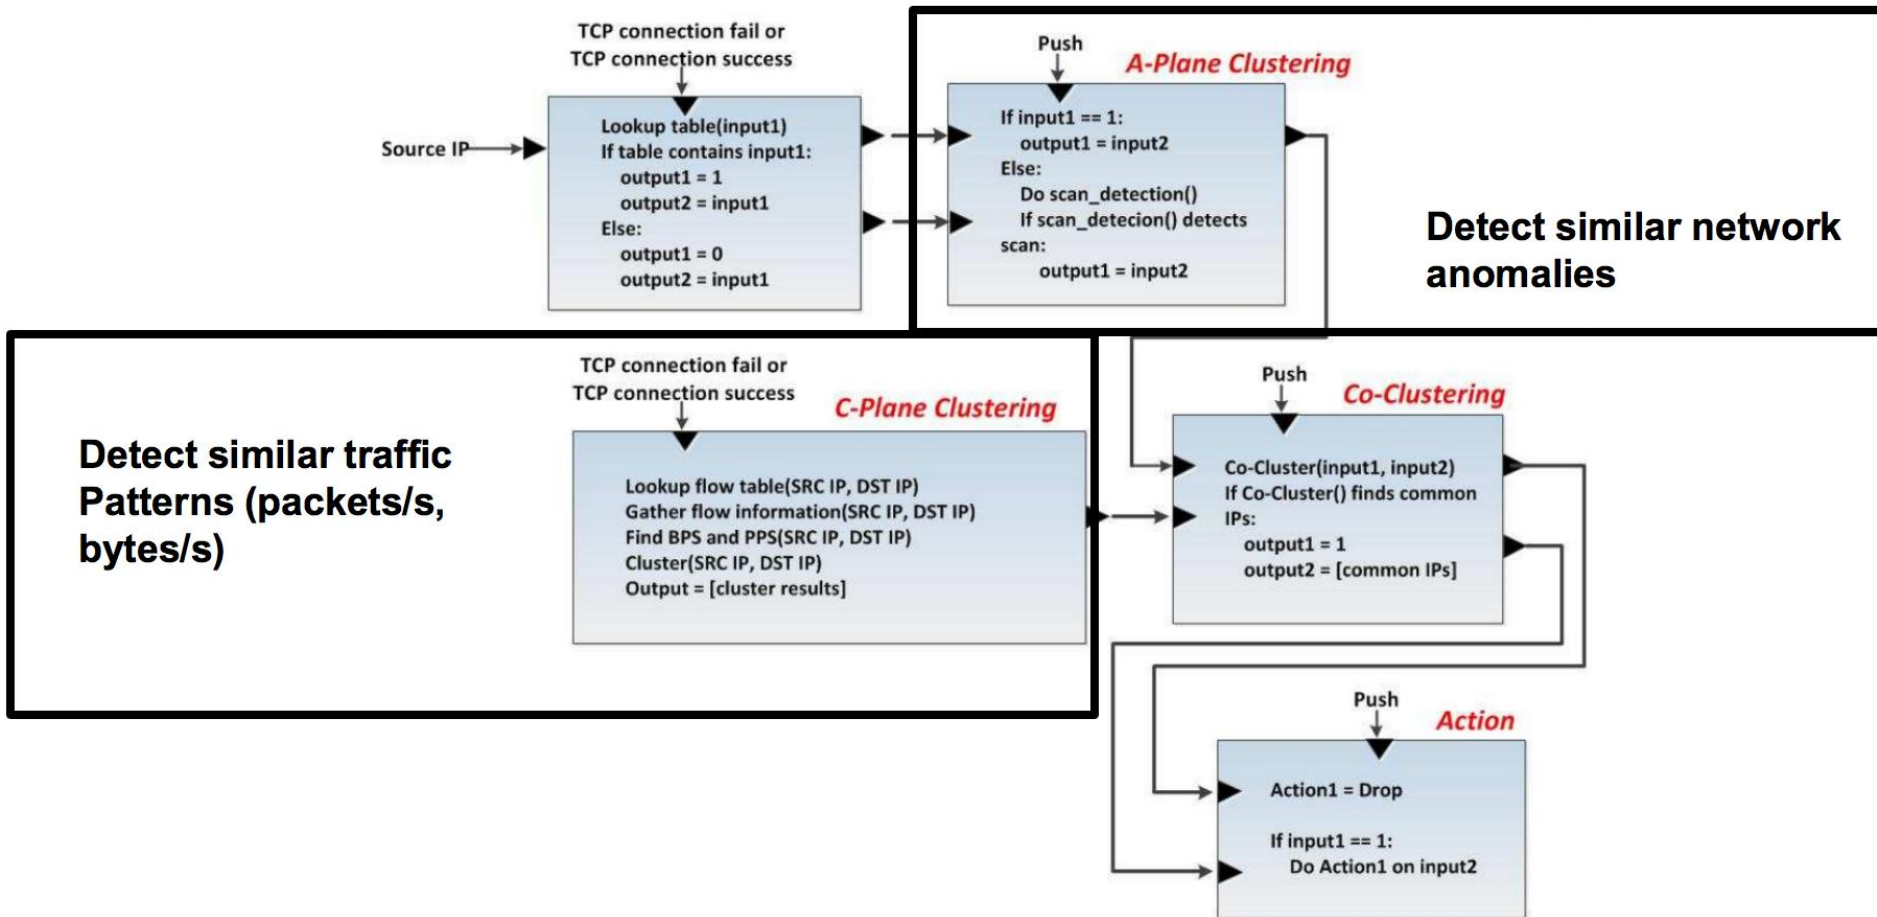 TCP connection fail or
TCP connection success
Source IP
Lookup table(input1)
If table contains input1:
output1 = 1
output2 = input1
Else:
output1 = 0
output2 = input1
Push
A-Plane Clustering
If input1 == 1:
output1 = input2
Else:
Do scan_detection()
If scan_detecion() detects
scan:
output1 = input2
Detect similar network
anomalies
Detect similar traffic
Patterns (packets/s,
bytes/s)
TCP connection fail or
TCP connection success
C-Plane Clustering
Lookup flow table(SRC IP, DST IP)
Gather flow information(SRC IP, DST IP)
Find BPS and PPS(SRC IP, DST IP)
Cluster(SRC IP, DST IP)
Output = [cluster results]
Push
Co-Clustering
Co-Cluster(input1, input2)
If Co-Cluster() finds common
IPs:
output1 = 1
output2 = [common IPs]
Push
Action
Action1 = Drop
If input1 == 1:
Do Action1 on input2